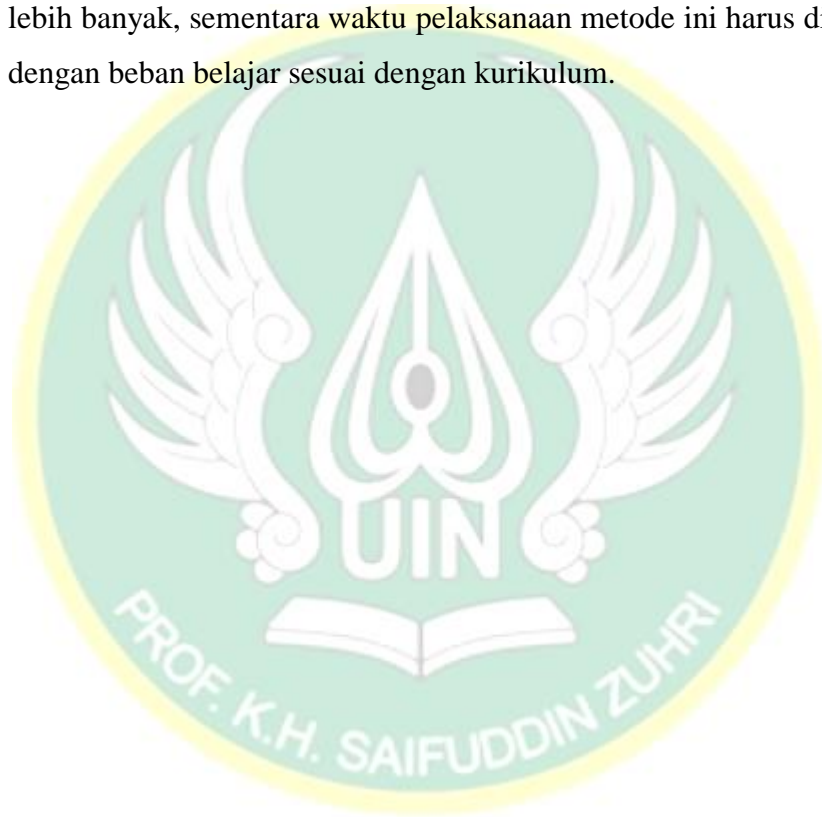 lebih banyak, sementara waktu pelaksanaan metode ini harus
dengan beban belajar sesuai dengan kurikulum.
UIN
PROF. K.H. SAIFUDDIN ZUHRI